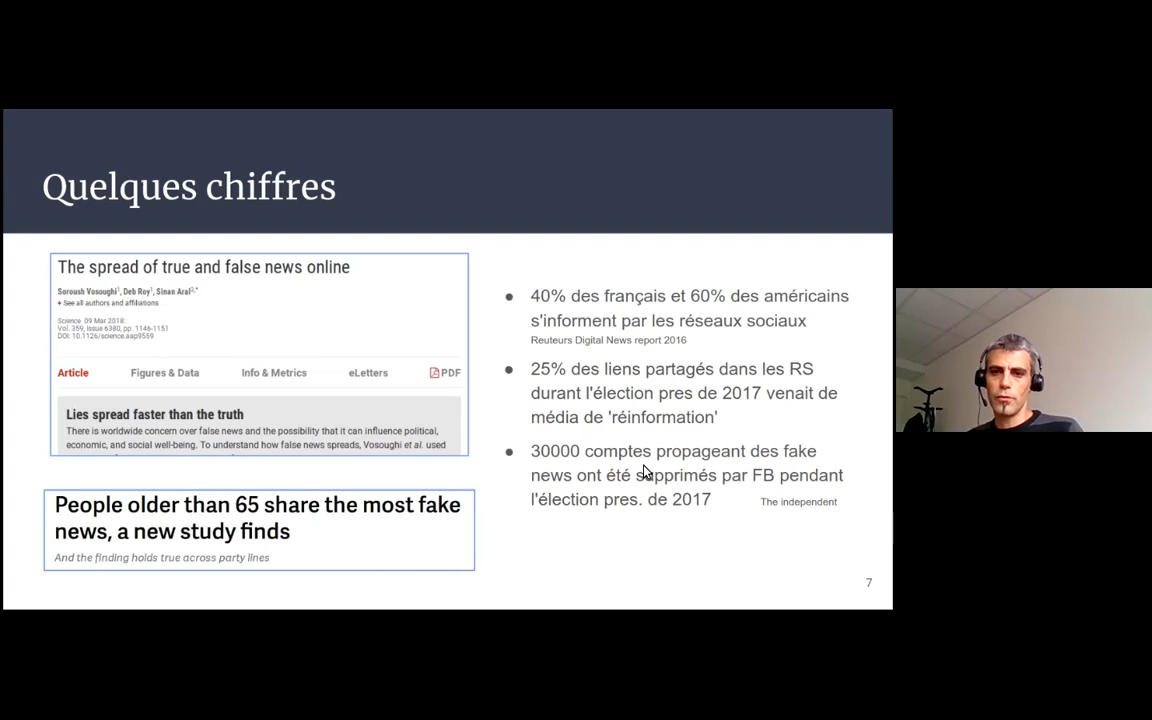 Quelques chiffres
The spread of true and false news online
Soroush Vosoughi¹, Deb Roy¹, Sinan Aral²,*
+ See all authors and affiliations
Science 09 Mar 2018:
Vol. 359, Issue 6380, pp. 1146-1151
DOI: 10.1126/science.aap9559
Article Figures & Data Info & Metrics eLetters PDF
Lies spread faster than the truth
There is worldwide concern over false news and the possibility that it can influence political,
economic, and social well-being. To understand how false news spreads, Vosoughi et al. used
People older than 65 share the most fake
news, a new study finds
And the finding holds true across party lines
● 40% des français et 60% des américains
s'informent par les réseaux sociaux
Reuteurs Digital News report 2016
● 25% des liens partagés dans les RS
durant l'élection pres de 2017 venait de
média de 'réinformation'
● 30000 comptes propageant des fake
news ont été supprimés par FB pendant
l'élection pres. de 2017 The independent
7